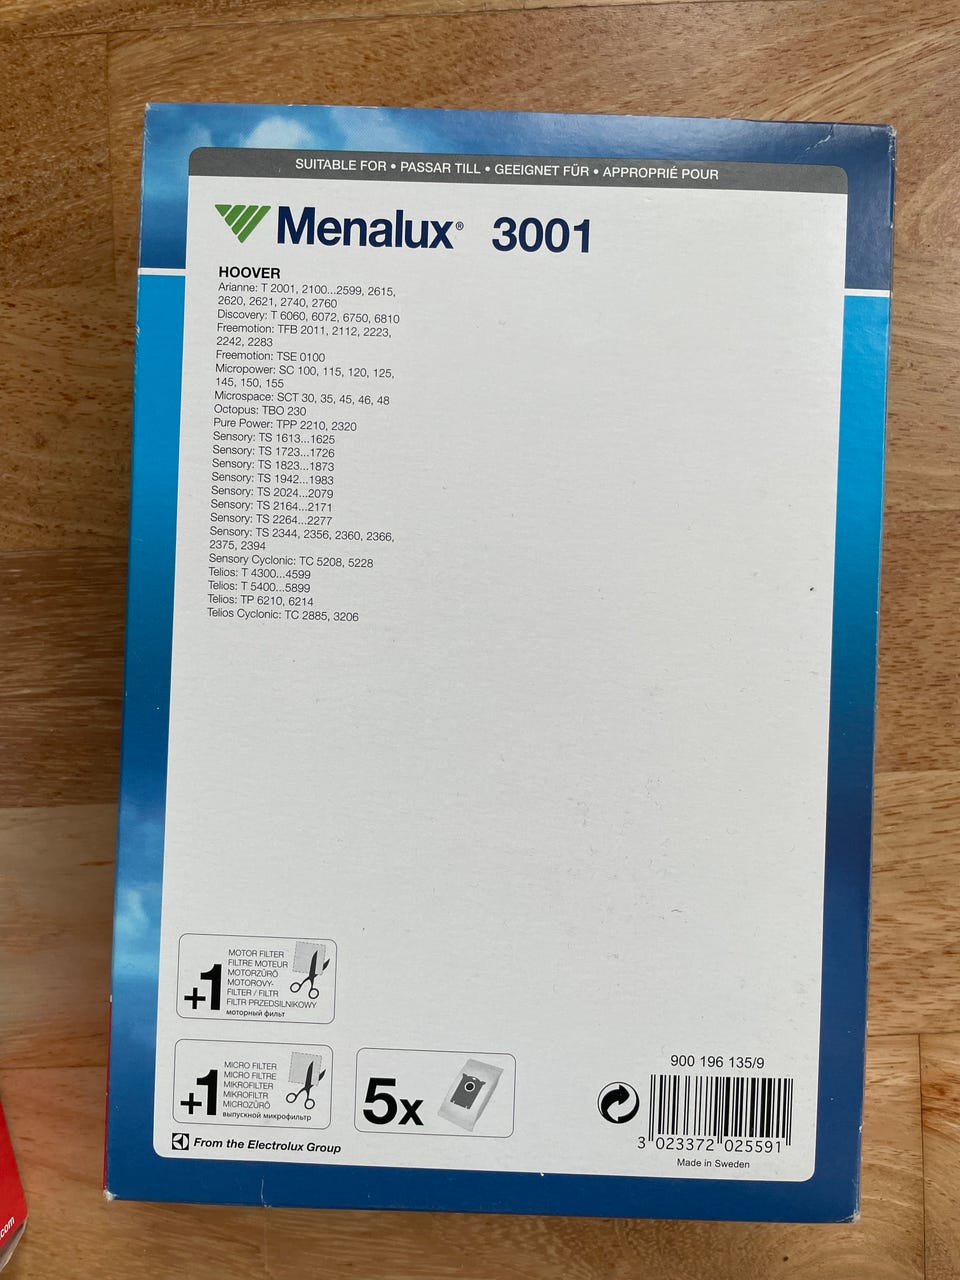 SUITABLE FOR • PASSAR TILL • GEEIGNET FÜR • APPROPRIÉ POUR
Menalux® 3001
HOOVER
Arianne: T 2001, 2100...2599, 2615,
2620, 2621, 2740, 2760
Discovery: T 6060, 6072, 6750, 6810
Freemotion: TFB 2011, 2112, 2223,
2242, 2283
Freemotion: TSE 0100
Micropower: SC 100, 115, 120, 125,
145, 150, 155
Microspace: SCT 30, 35, 45, 46, 48
Octopus: TBO 230
Pure Power: TPP 2210, 2320
Sensory: TS 1613...1625
Sensory: TS 1723...1726
Sensory: TS 1823...1873
Sensory: TS 1942...1983
Sensory: TS 2024...2079
Sensory: TS 2164...2171
Sensory: TS 2264...2277
Sensory: TS 2344, 2356, 2360, 2366,
2375, 2394
Sensory Cyclonic: TC 5208, 5228
Telios: T 4300...4599
Telios: T 5400...5899
Telios: TP 6210, 6214
Telios Cyclonic: TC 2885, 3206
+1
MOTOR FILTER
FILTRE MOTEUR
MOTORZŰRŐ
MOTOROVY-
FILTER / FILTR
FILTR PRZEDSILNIKOWY
моторный фильт
+1
MICRO FILTER
MICRO FILTRE
MIKROFILTER
MIKROFILTR
MICROZŰRŐ
выпускной микрофильтр
5x
900 196 135/9
3 023372 025591
Made in Sweden
From the Electrolux Group
.com